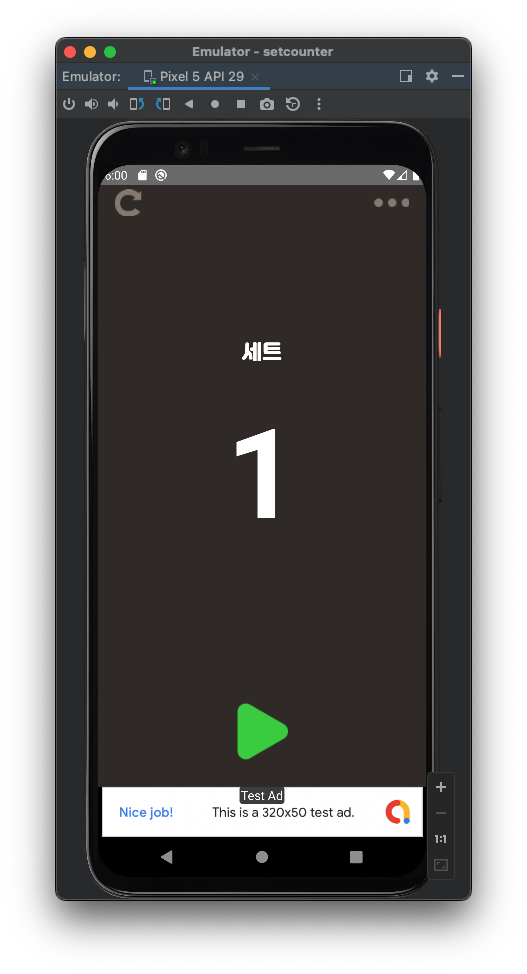 Emulator - setcounter
Emulator: Pixel 5 API 29
6:00
세트
1
Test Ad
Nice job! This is a 320x50 test ad.
1:1